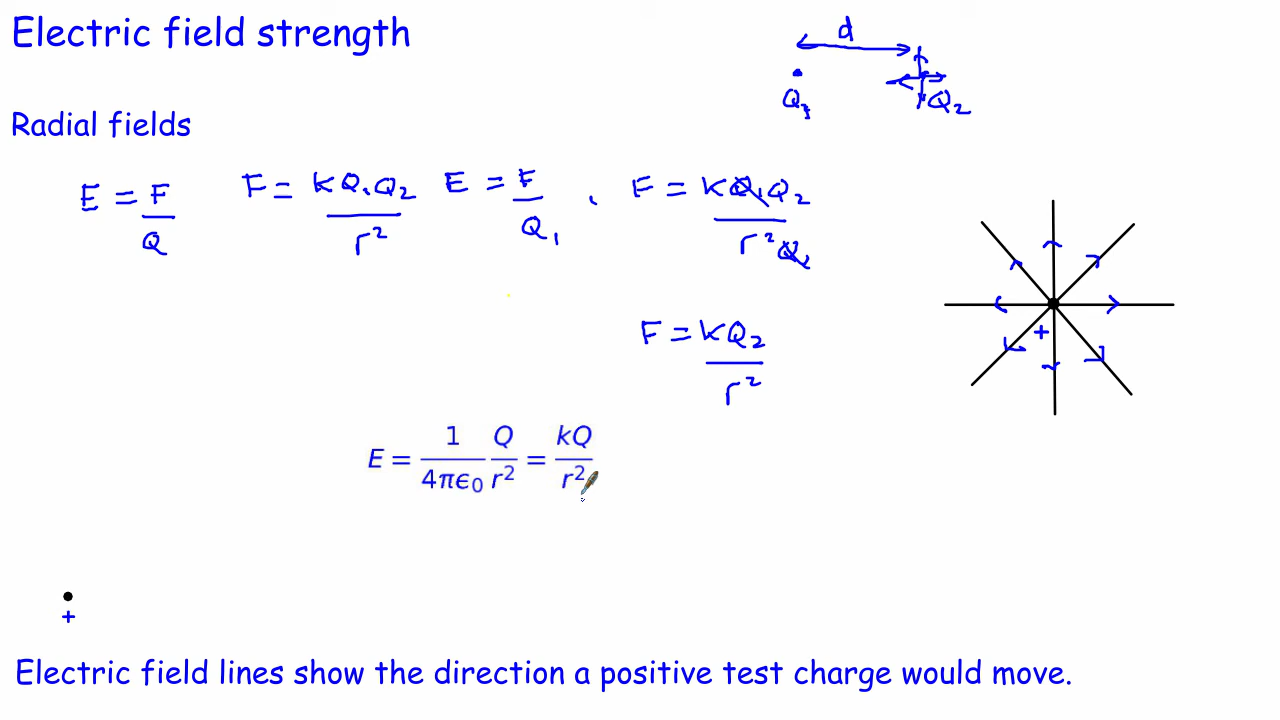 Electric field strength
d
Q₁
Q₂
Radial fields
E = F/Q
F = kQ₁Q₂/r²
E = F/Q₁ ,
F = kQ₁Q₂/r²Q₁
F = kQ₂/r²
+
E = 1/4πϵ₀ Q/r² = kQ/r²
+
Electric field lines show the direction a positive test charge would move.